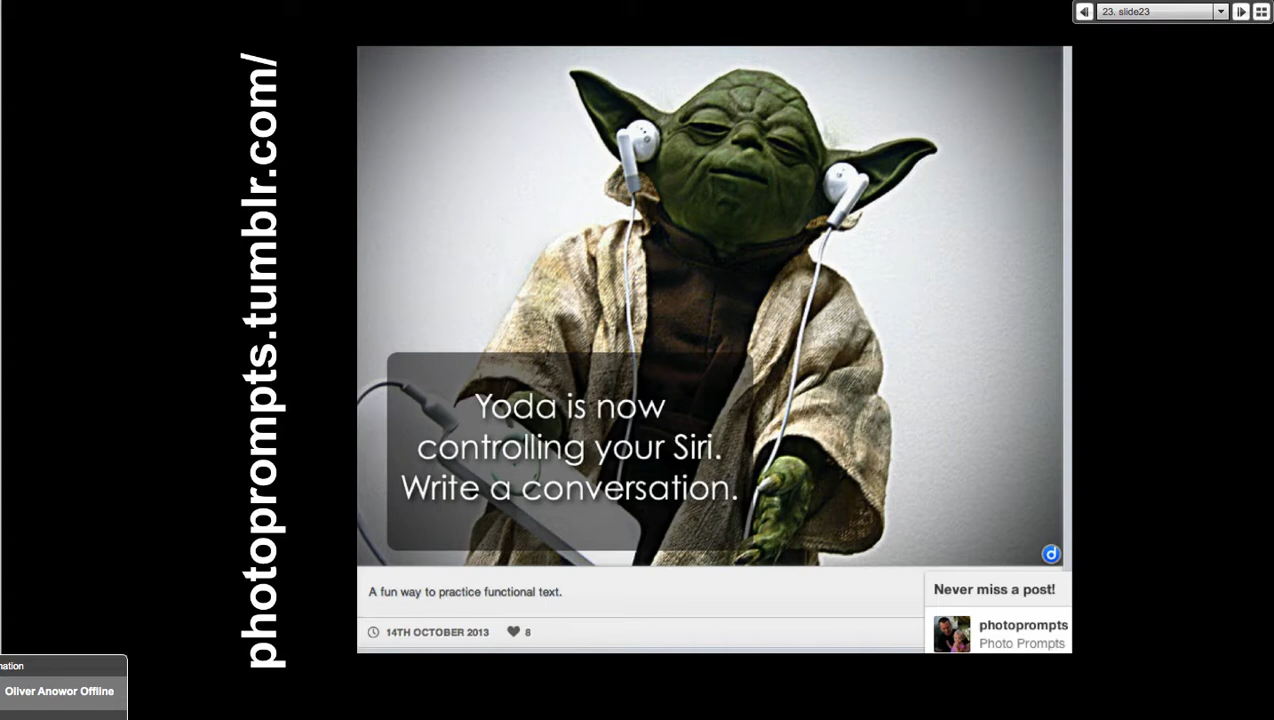 23. slide23
photoprompts.tumblr.com/
Yoda is now
controlling your Siri.
Write a conversation.
d
A fun way to practice functional text.
14TH OCTOBER 2013
8
Never miss a post!
photoprompts
Photo Prompts
mation
Oliver Anowor Offline